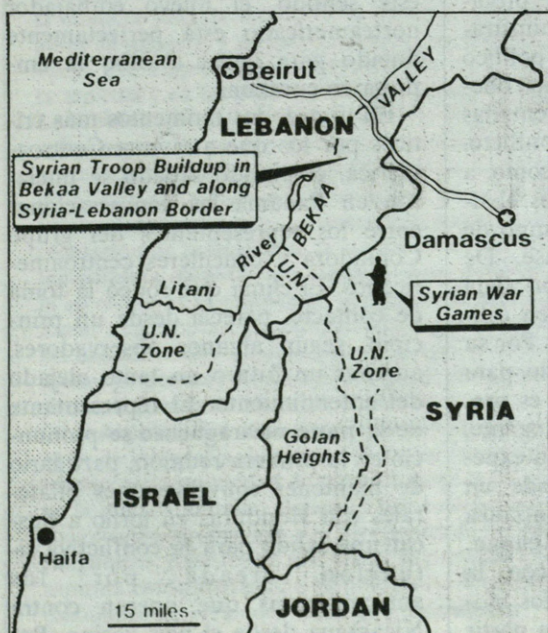 Mediterranean
Sea
Beirut
VALLEY
LEBANON
Syrian Troop Buildup in
Bekaa Valley and along
Syria-Lebanon Border
BEKAA
River
Damascus
Litani
U.N.
Syrian War
Games
U.N.
Zone
U.N.
Zone
SYRIA
Golan
Heights
ISRAEL
Haifa
15 miles
JORDAN